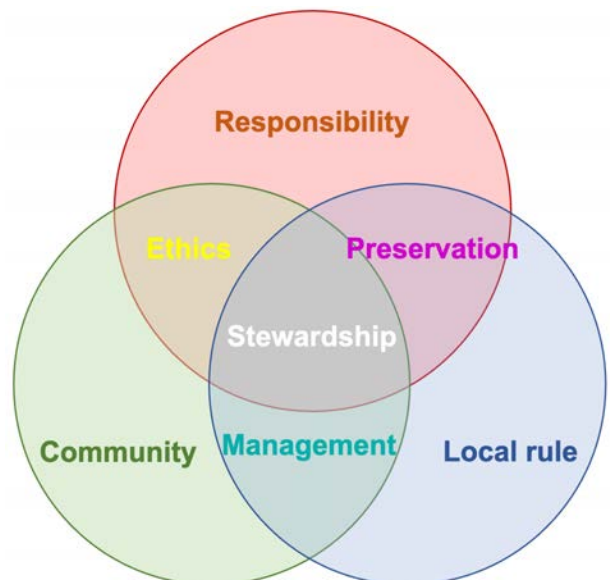 Responsibility
Ethics
Preservation
Stewardship
Community
Management
Local rule